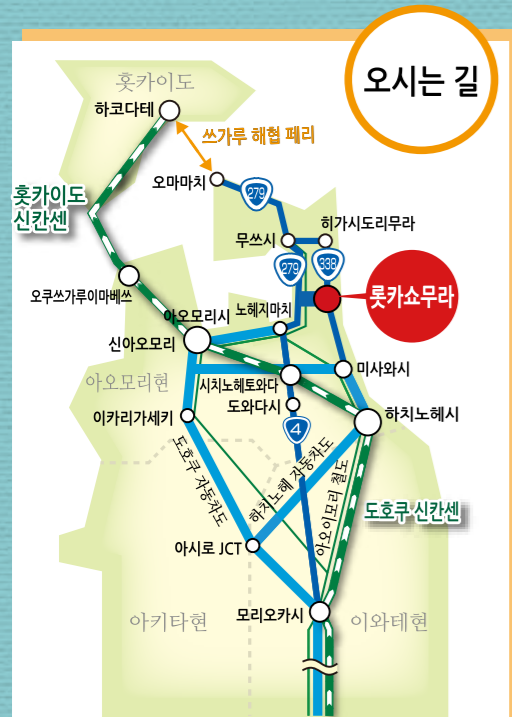 오시는 길
홋카이도
하코다테
쓰가루 해협 페리
오마마치
279
홋카이도
신칸센
무쓰시
히가시도리무라
279
338
오쿠쓰가루이마베쓰
롯카쇼무라
아오모리시
노헤지마치
신아오모리
미사와시
아오모리현
시치노헤토와다
이카리가세키
도와다시
하치노헤시
4
도호쿠 자동차도
하치노헤 자동차도
아오이모리 철도
도호쿠 신칸센
아시로 JCT
모리오카시
아키타현
이와테현